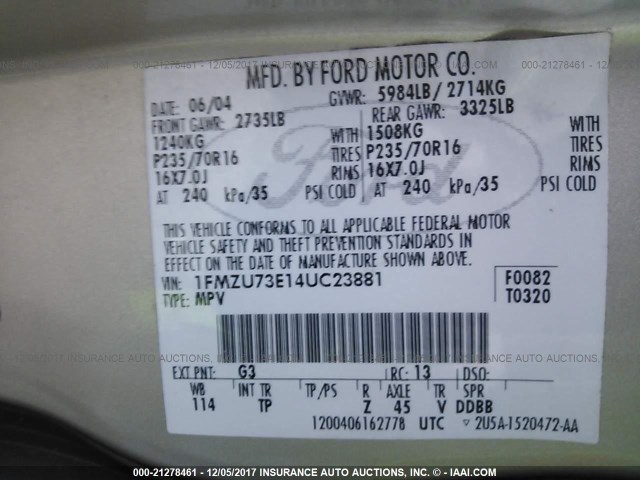 000-21278461 - 12/05/2017 INSURANCE AUTO AUCTIONS, INC. - © IAAI.COM
MFD. BY FORD MOTOR CO.
DATE: 06/04 GVWR: 5984LB/ 2714KG
FRONT GAWR: 2735LB REAR GAWR: 3325LB
1240KG WITH 1508KG WITH
P235/70R16 TIRES P235/70R16 TIRES
16X7.0J RIMS 16X7.0J RIMS
AT 240 kPa/35 PSI COLD AT 240 kPa/35 PSI COLD
Ford
THIS VEHICLE CONFORMS TO ALL APPLICABLE FEDERAL MOTOR
VEHICLE SAFETY AND THEFT PREVENTION STANDARDS IN
EFFECT ON THE DATE OF MANUFACTURE SHOWN ABOVE.
VIN: 1FMZU73E14UC23881 F0082
TYPE: MPV T0320
000-21278461 - 12/05/2017 INSURANCE AUTO AUCTIONS, INC. - © IAAI.COM
EXT PNT: G3 RC: 13 DSO:
WB INT TR TP/PS R AXLE TR SPR
114 TP Z 45 V DDBB
1200406162778 UTC ▽ 2U5A-1520472-AA
000-21278461 - 12/05/2017 INSURANCE AUTO AUCTIONS, INC. - © IAAI.COM